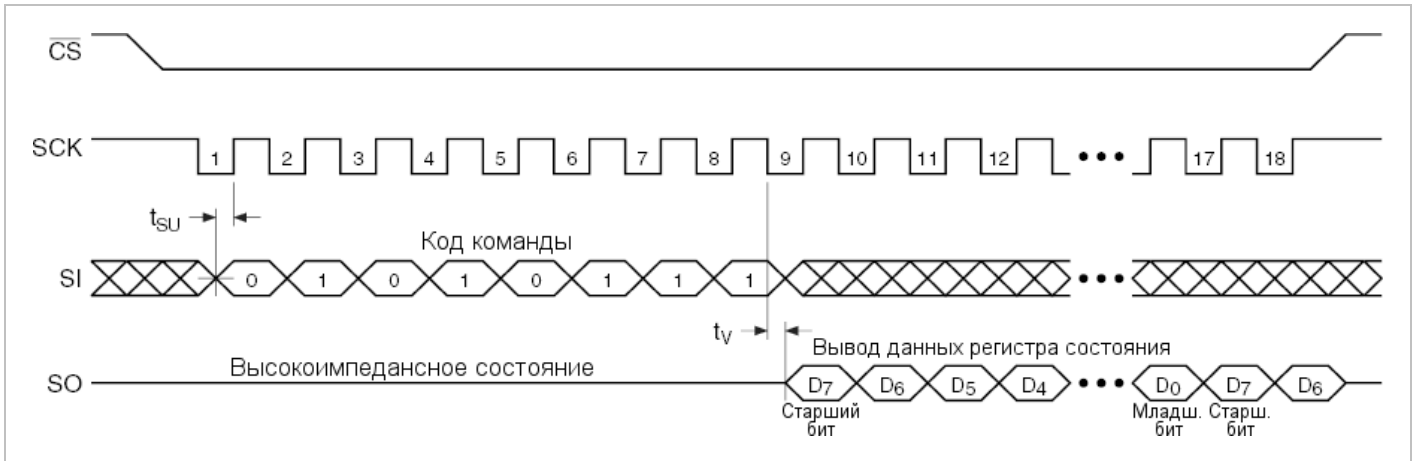 CS
SCK 1 2 3 4 5 6 7 8 9 10 11 12 17 18
tSU
Код команды
SI 0 1 0 1 0 1 1 1
tV
Вывод данных регистра состояния
Высокоимпедансное состояние
SO D7 D6 D5 D4 D0 D7 D6
Старший бит
Младш. бит
Старш. бит